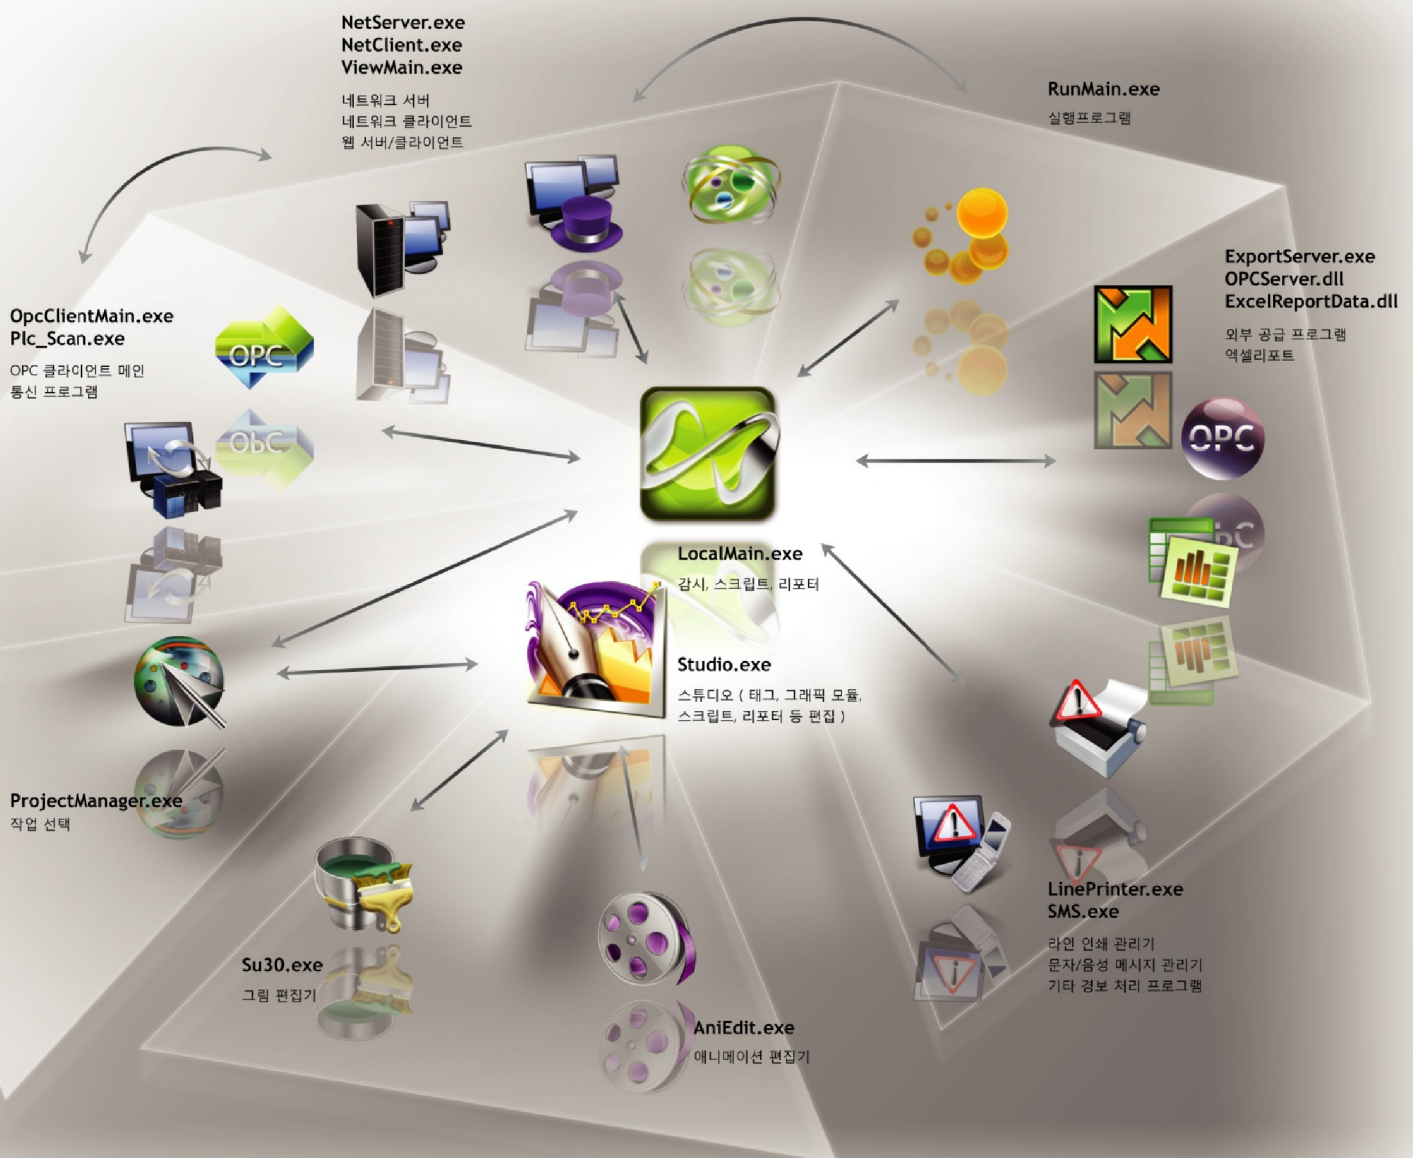 NetServer.exe
NetClient.exe
ViewMain.exe
네트워크 서버
네트워크 클라이언트
웹 서버/클라이언트
RunMain.exe
실행프로그램
ExportServer.exe
OPCServer.dll
ExcelReportData.dll
외부 공급 프로그램
엑셀리포트
OpcClientMain.exe
Plc_Scan.exe
OPC 클라이언트 메인
통신 프로그램
OPC
OPC
LocalMain.exe
감시, 스크립트, 리포터
Studio.exe
스튜디오 ( 태그, 그래픽 모듈,
스크립트, 리포터 등 편집 )
ProjectManager.exe
작업 선택
LinePrinter.exe
SMS.exe
라인 인쇄 관리기
문자/음성 메시지 관리기
기타 경보 처리 프로그램
Su30.exe
그림 편집기
AniEdit.exe
애니메이션 편집기